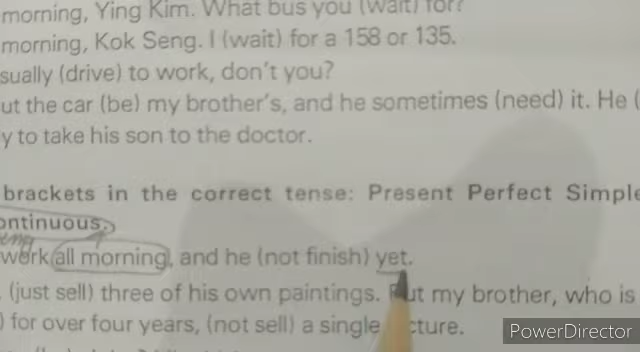 morning, Ying Kim. What bus you (wait) for?
morning, Kok Seng. I (wait) for a 158 or 135.
sually (drive) to work, don't you?
ut the car (be) my brother's, and he sometimes (need) it. He (
y to take his son to the doctor.
brackets in the correct tense: Present Perfect Simple
ontinuous.
work all morning, and he (not finish) yet.
(just sell) three of his own paintings. But my brother, who is
) for over four years, (not sell) a single cture.
PowerDirector